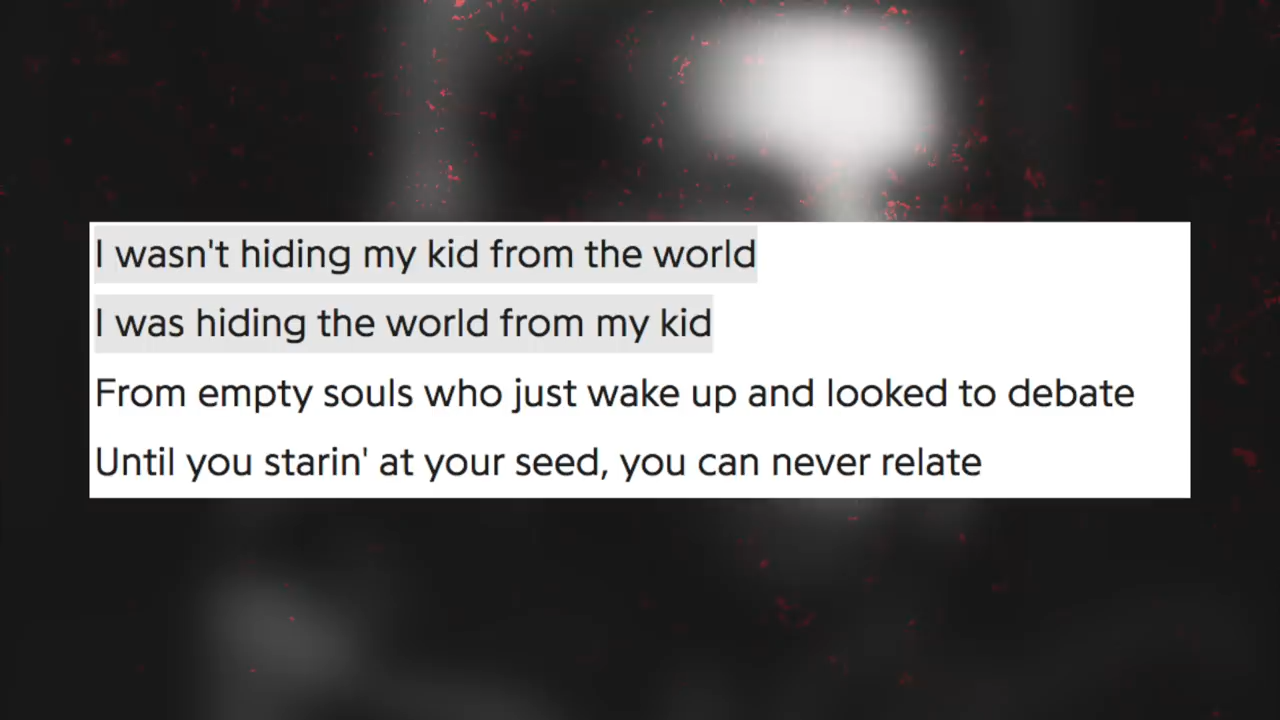 I wasn't hiding my kid from the world
I was hiding the world from my kid
From empty souls who just wake up and looked to debate
Until you starin' at your seed, you can never relate